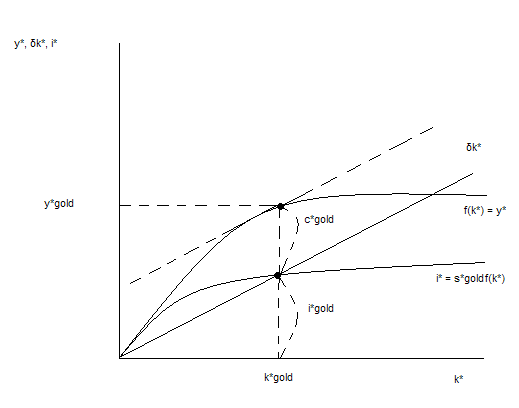 y*, δk*, i*
δk*
y*gold
f(k*) = y*
c*gold
i* = s*goldf(k*)
i*gold
k*gold
k*